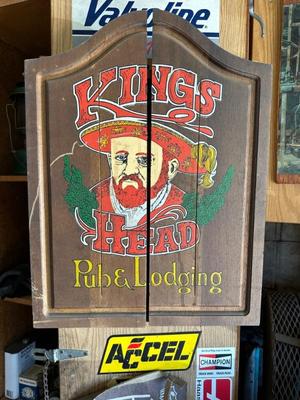 Valvoline
KINGS
HEAD
Pub & Lodging
ACCEL
CHAMPION